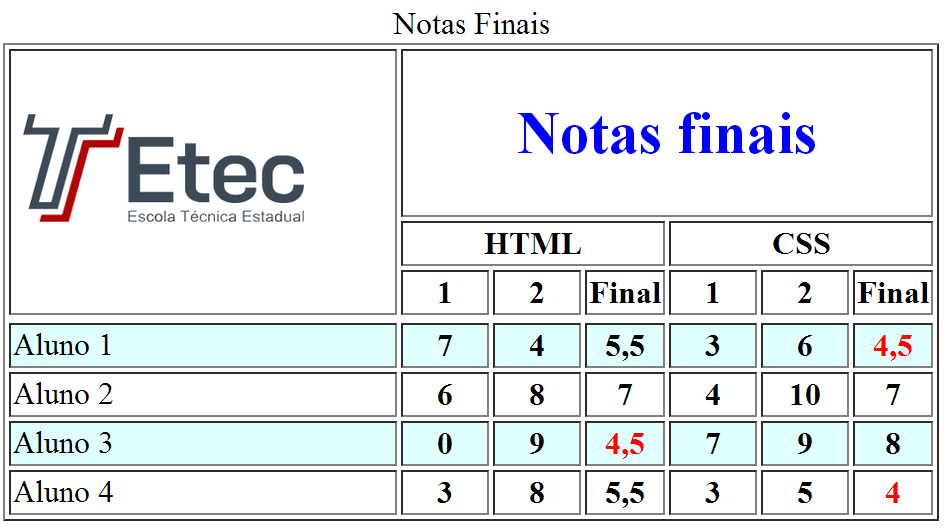 Notas Finais
Etec
Escola Técnica Estadual
Notas finais
HTML CSS
1 2 Final 1 2 Final
Aluno 1 7 4 5,5 3 6 4,5
Aluno 2 6 8 7 4 10 7
Aluno 3 0 9 4,5 7 9 8
Aluno 4 3 8 5,5 3 5 4